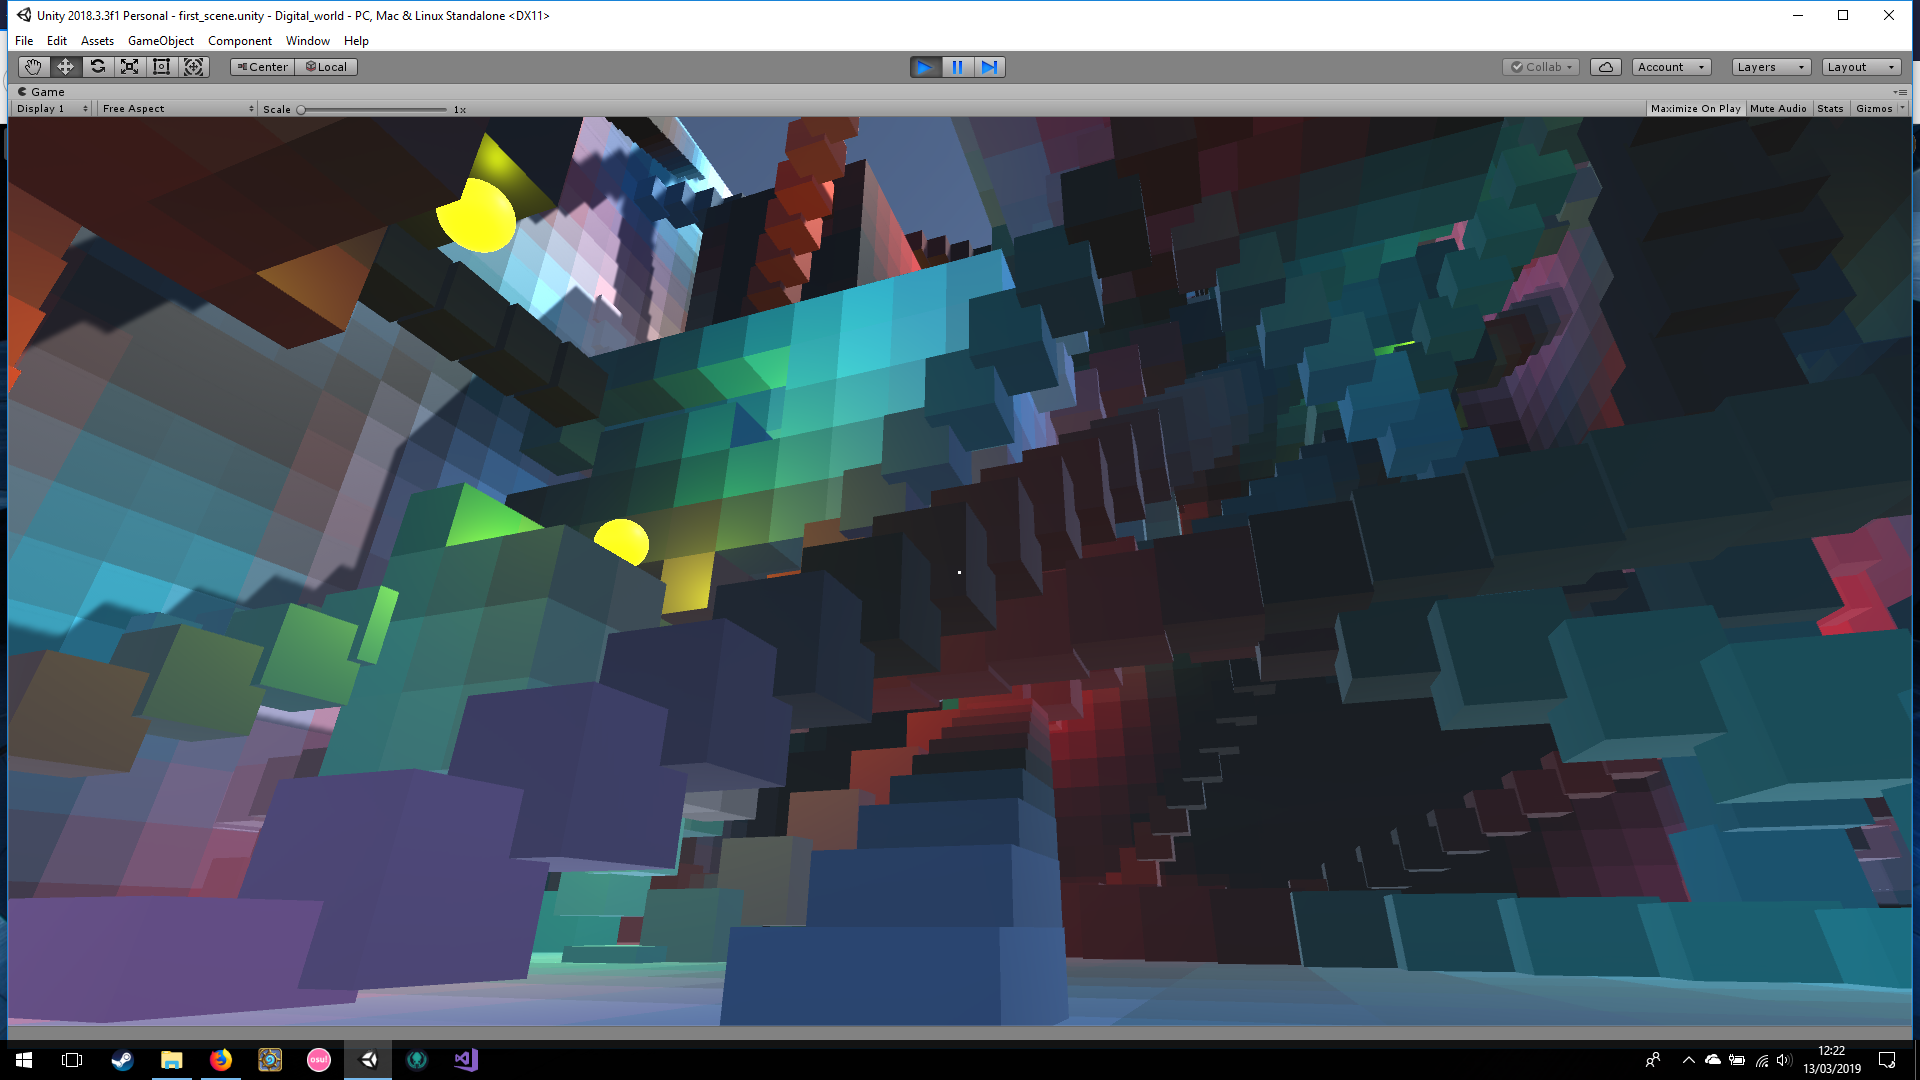 Unity 2018.3.3f1 Personal - first_scene.unity - Digital_world - PC, Mac & Linux Standalone <DX11>
File Edit Assets GameObject Component Window Help
Center Local Collab Account Layers Layout
Game
Display 1 Free Aspect Scale 1x Maximize On Play Mute Audio Stats Gizmos
osu!
12:22
13/03/2019